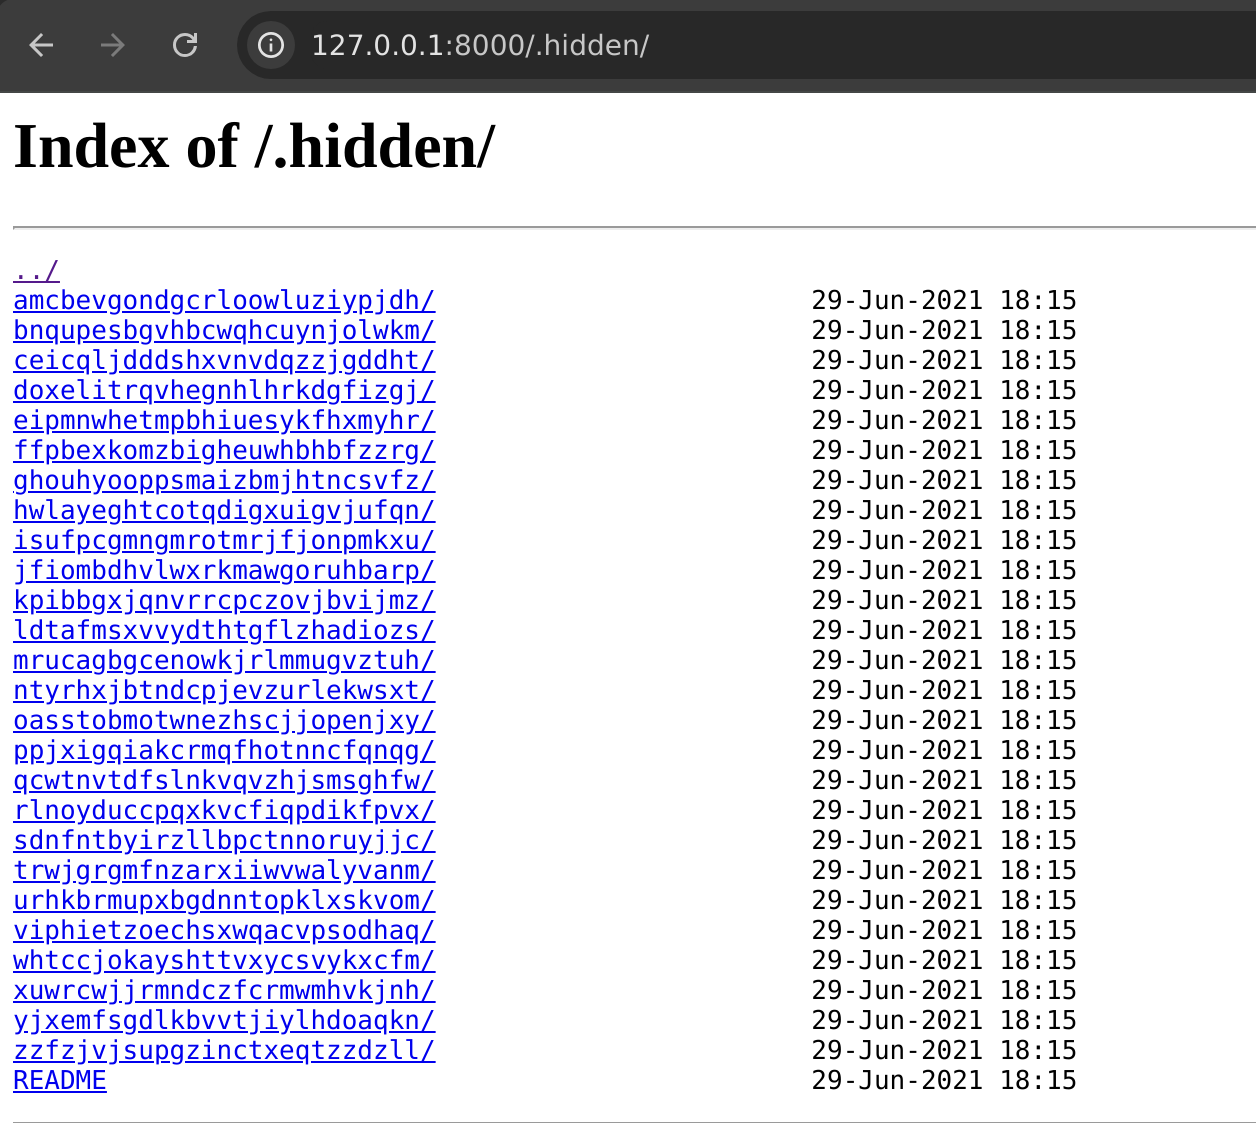 127.0.0.1:8000/.hidden/
Index of /.hidden/
../
amcbevgondgcrloowluziypjdh/ 29-Jun-2021 18:15
bnqupesbgvhbcwqhcuynjolwkm/ 29-Jun-2021 18:15
ceicqljdddshxvnvdqzzjgddht/ 29-Jun-2021 18:15
doxelitrqvhegnhlhrkdgfizgj/ 29-Jun-2021 18:15
eipmnwhetmpbhiuesykfhxmyhr/ 29-Jun-2021 18:15
ffpbexkomzbigheuwhbhbfzzrg/ 29-Jun-2021 18:15
ghouhyooppsmaizbmjhtncsvfz/ 29-Jun-2021 18:15
hwlayeghtcotqdigxuigvjufqn/ 29-Jun-2021 18:15
isufpcgmngmrotmrjfjonpmkxu/ 29-Jun-2021 18:15
jfiombdhvlwxrkmawgoruhbarp/ 29-Jun-2021 18:15
kpibbgxjqnvrrcpczovjbvijmz/ 29-Jun-2021 18:15
ldtafmsxvvydthtgflzhadiozs/ 29-Jun-2021 18:15
mrucagbgcenowkjrlmmugvztuh/ 29-Jun-2021 18:15
ntyrhxjbtndcpjevzurlekwsxt/ 29-Jun-2021 18:15
oasstobmotwnezhscjjopenjxy/ 29-Jun-2021 18:15
ppjxigqiakcrmqfhotnncfqnqg/ 29-Jun-2021 18:15
qcwtnvtdfslnkvqvzhjsmsghfw/ 29-Jun-2021 18:15
rlnoyduccpqxkvcfiqpdikfpvx/ 29-Jun-2021 18:15
sdnfntbyirzllbpctnnoruyjjc/ 29-Jun-2021 18:15
trwjgrgmfnzarxiiwvwalyvanm/ 29-Jun-2021 18:15
urhkbrmupxbgdnntopklxskvom/ 29-Jun-2021 18:15
viphietzoechsxwqacvpsodhaq/ 29-Jun-2021 18:15
whtccjokayshttvxycsvykxcfm/ 29-Jun-2021 18:15
xuwrcwjjrmndczfcrmwmhvkjnh/ 29-Jun-2021 18:15
yjxemfsgdlkbvvtjiylhdoaqkn/ 29-Jun-2021 18:15
zzfzjvjsupgzinctxeqtzzdzll/ 29-Jun-2021 18:15
README 29-Jun-2021 18:15